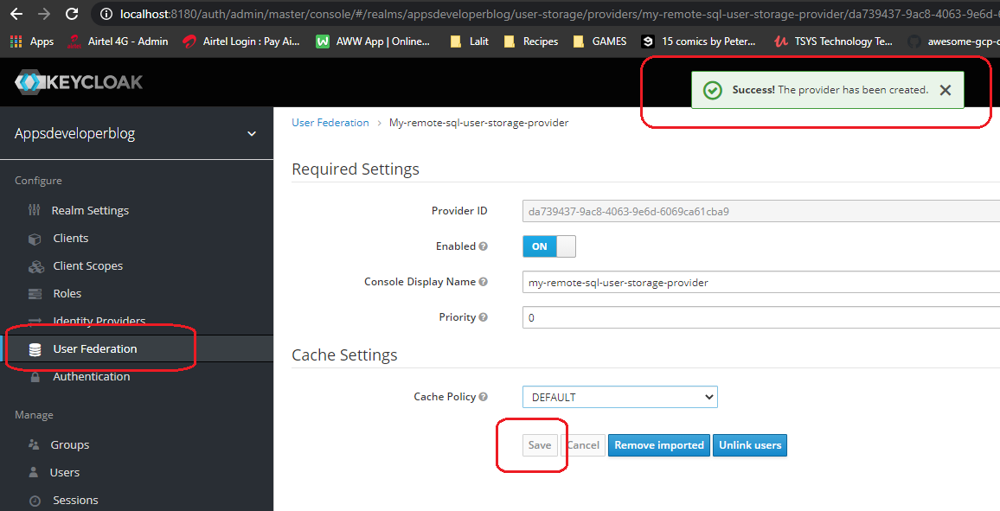 localhost:8180/auth/admin/master/console/#/realms/appsdeveloperblog/user-storage/providers/my-remote-sql-user-storage-provider/da739437-9ac8-4063-9e6d-6
Apps Airtel 4G - Admin Airtel Login : Pay Ai... AWW App | Online... Lalit Recipes GAMES 15 comics by Peter... TSYS Technology Te... awesome-gcp-c
KEYCLOAK
Success! The provider has been created.
Appsdeveloperblog
User Federation > My-remote-sql-user-storage-provider
Configure
Realm Settings
Clients
Client Scopes
Roles
Identity Providers
User Federation
Authentication
Manage
Groups
Users
Sessions
Required Settings
Provider ID da739437-9ac8-4063-9e6d-6069ca61cba9
Enabled ON
Console Display Name my-remote-sql-user-storage-provider
Priority 0
Cache Settings
Cache Policy DEFAULT
Save Cancel Remove imported Unlink users